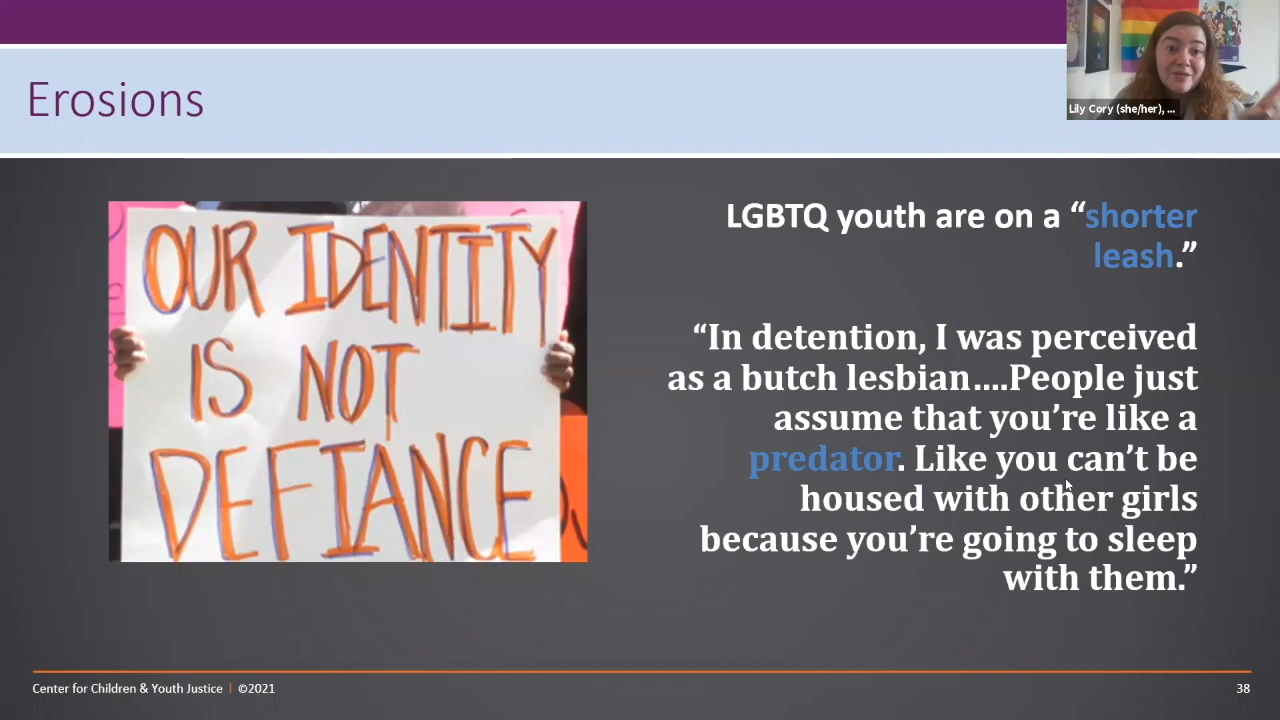 Erosions
Lily Cory (she/her), ...
OUR IDENTITY
IS NOT
DEFIANCE
LGBTQ youth are on a “shorter
leash.”
“In detention, I was perceived
as a butch lesbian….People just
assume that you’re like a
predator. Like you can’t be
housed with other girls
because you’re going to sleep
with them.”
Center for Children & Youth Justice | ©2021
38